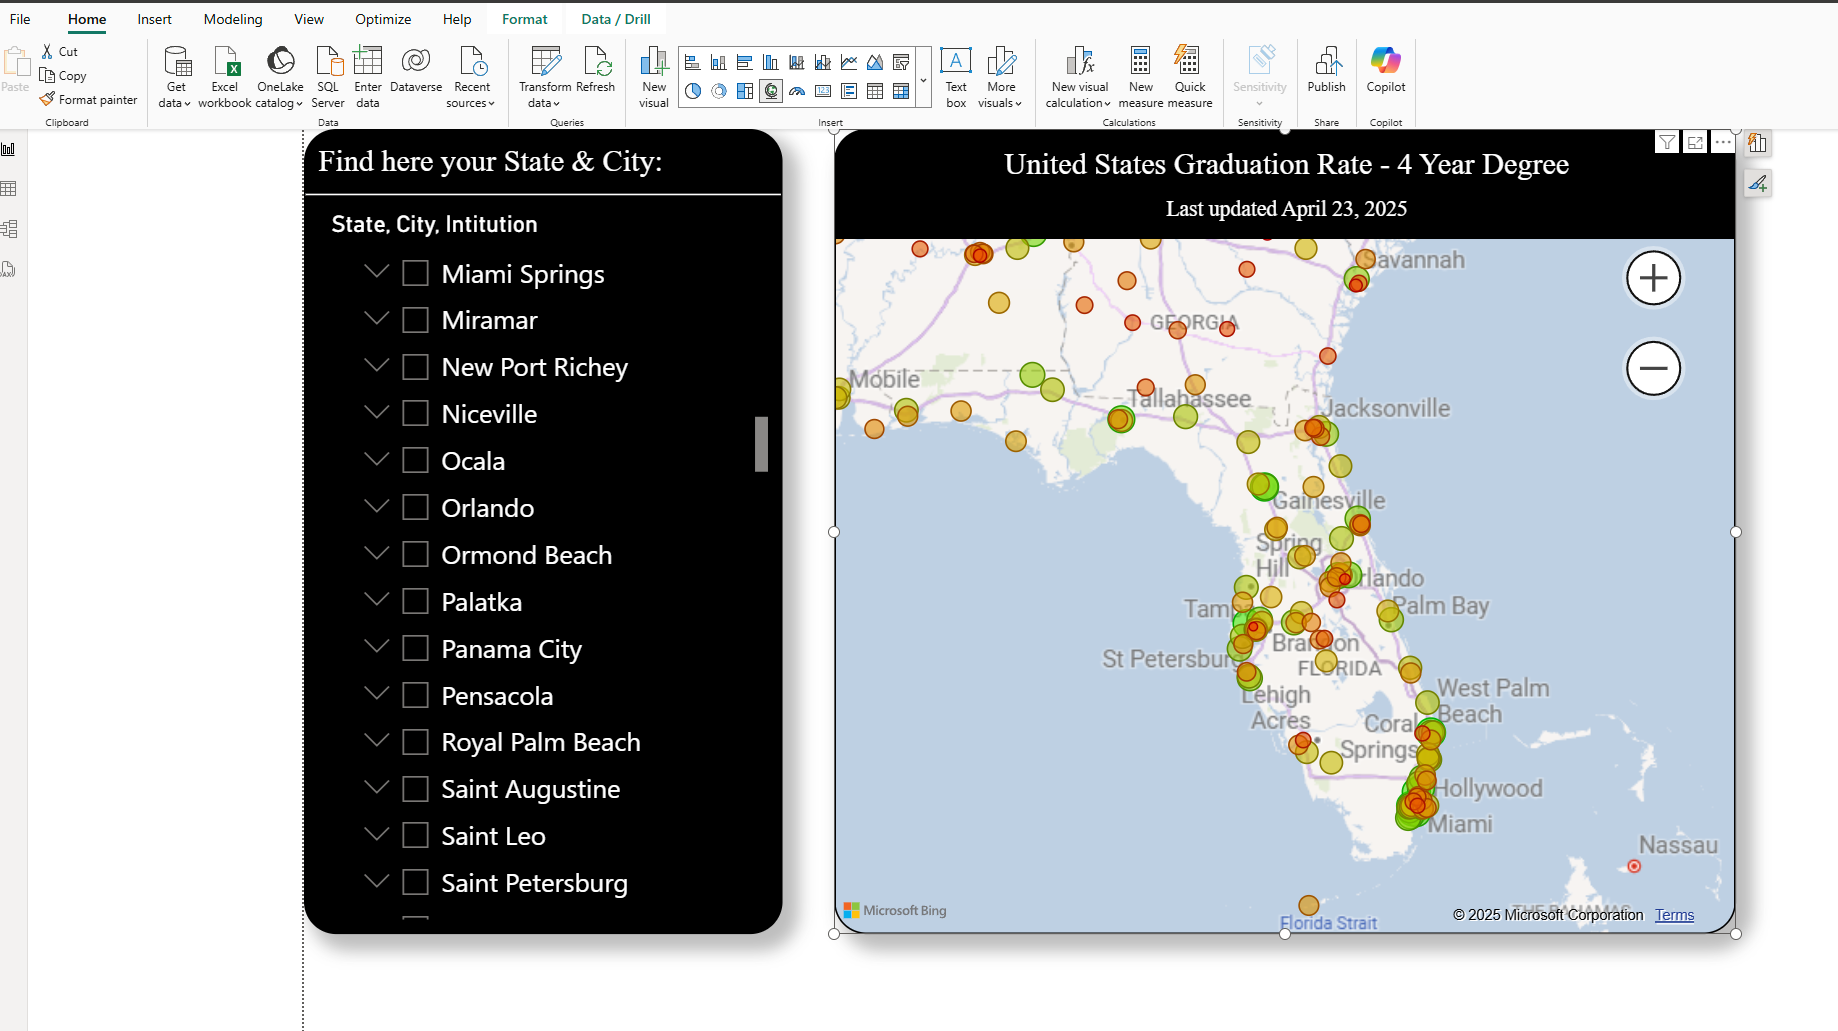 File Home Insert Modeling View Optimize Help Format Data / Drill
Paste
Cut
Copy
Format painter
Clipboard
Get data
Excel workbook
OneLake catalog
SQL Server
Enter data
Dataverse
Recent sources
Data
Transform data
Refresh
Queries
New visual
Insert
Text box
More visuals
New visual calculation
New measure
Quick measure
Calculations
Sensitivity
Sensitivity
Publish
Share
Copilot
Copilot
Find here your State & City:
State, City, Intitution
Miami Springs
Miramar
New Port Richey
Niceville
Ocala
Orlando
Ormond Beach
Palatka
Panama City
Pensacola
Royal Palm Beach
Saint Augustine
Saint Leo
Saint Petersburg
United States Graduation Rate - 4 Year Degree
Last updated April 23, 2025
Savannah
GEORGIA
Mobile
Tallahassee
Jacksonville
Gainesville
Spring
Hill
Palm Bay
St Petersburg
FLORIDA
Lehigh
Acres
West Palm
Beach
Coral
Springs
Hollywood
Miami
Nassau
THE BAHAMAS
Florida Strait
Microsoft Bing
© 2025 Microsoft Corporation Terms